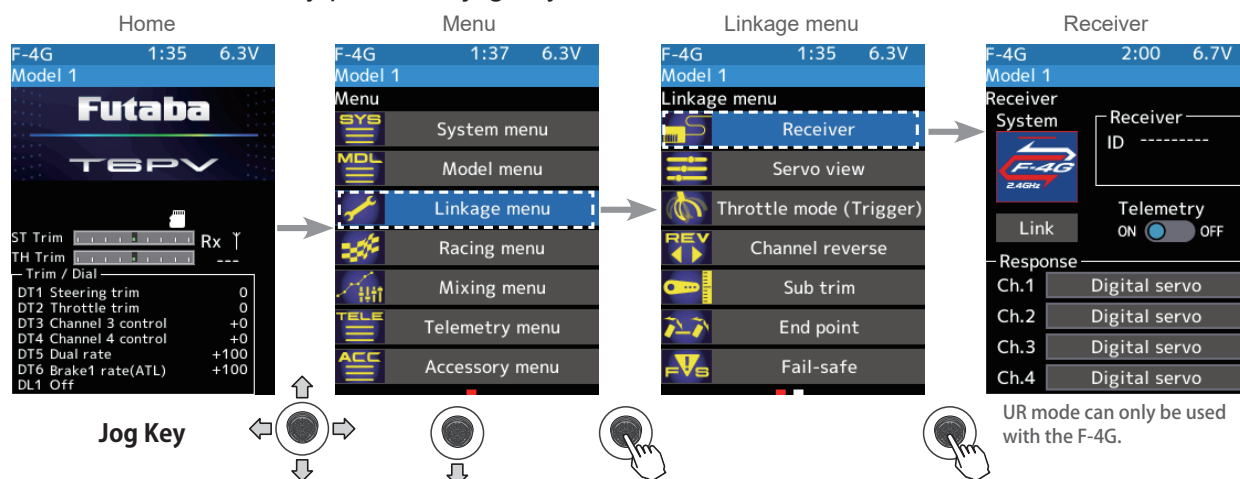 Home
F-4G 1:35 6.3V
Model 1
Futaba
T6PV
ST Trim
Rx
TH Trim
---
Trim / Dial
DT1 Steering trim 0
DT2 Throttle trim 0
DT3 Channel 3 control +0
DT4 Channel 4 control +0
DT5 Dual rate +100
DT6 Brake1 rate(ATL) +100
DL1 Off
Jog Key
Menu
F-4G 1:37 6.3V
Model 1
Menu
SYS System menu
MDL Model menu
Linkage menu
Racing menu
Mixing menu
TELE Telemetry menu
ACC Accessory menu
Linkage menu
F-4G 1:35 6.3V
Model 1
Linkage menu
Receiver
Servo view
Throttle mode (Trigger)
REV Channel reverse
Sub trim
End point
F/S Fail-safe
Receiver
F-4G 2:00 6.7V
Model 1
Receiver
System
F-4G
2.4GHz
Link
Receiver
ID ---------
Telemetry
ON OFF
Response
Ch.1 Digital servo
Ch.2 Digital servo
Ch.3 Digital servo
Ch.4 Digital servo
UR mode can only be used
with the F-4G.